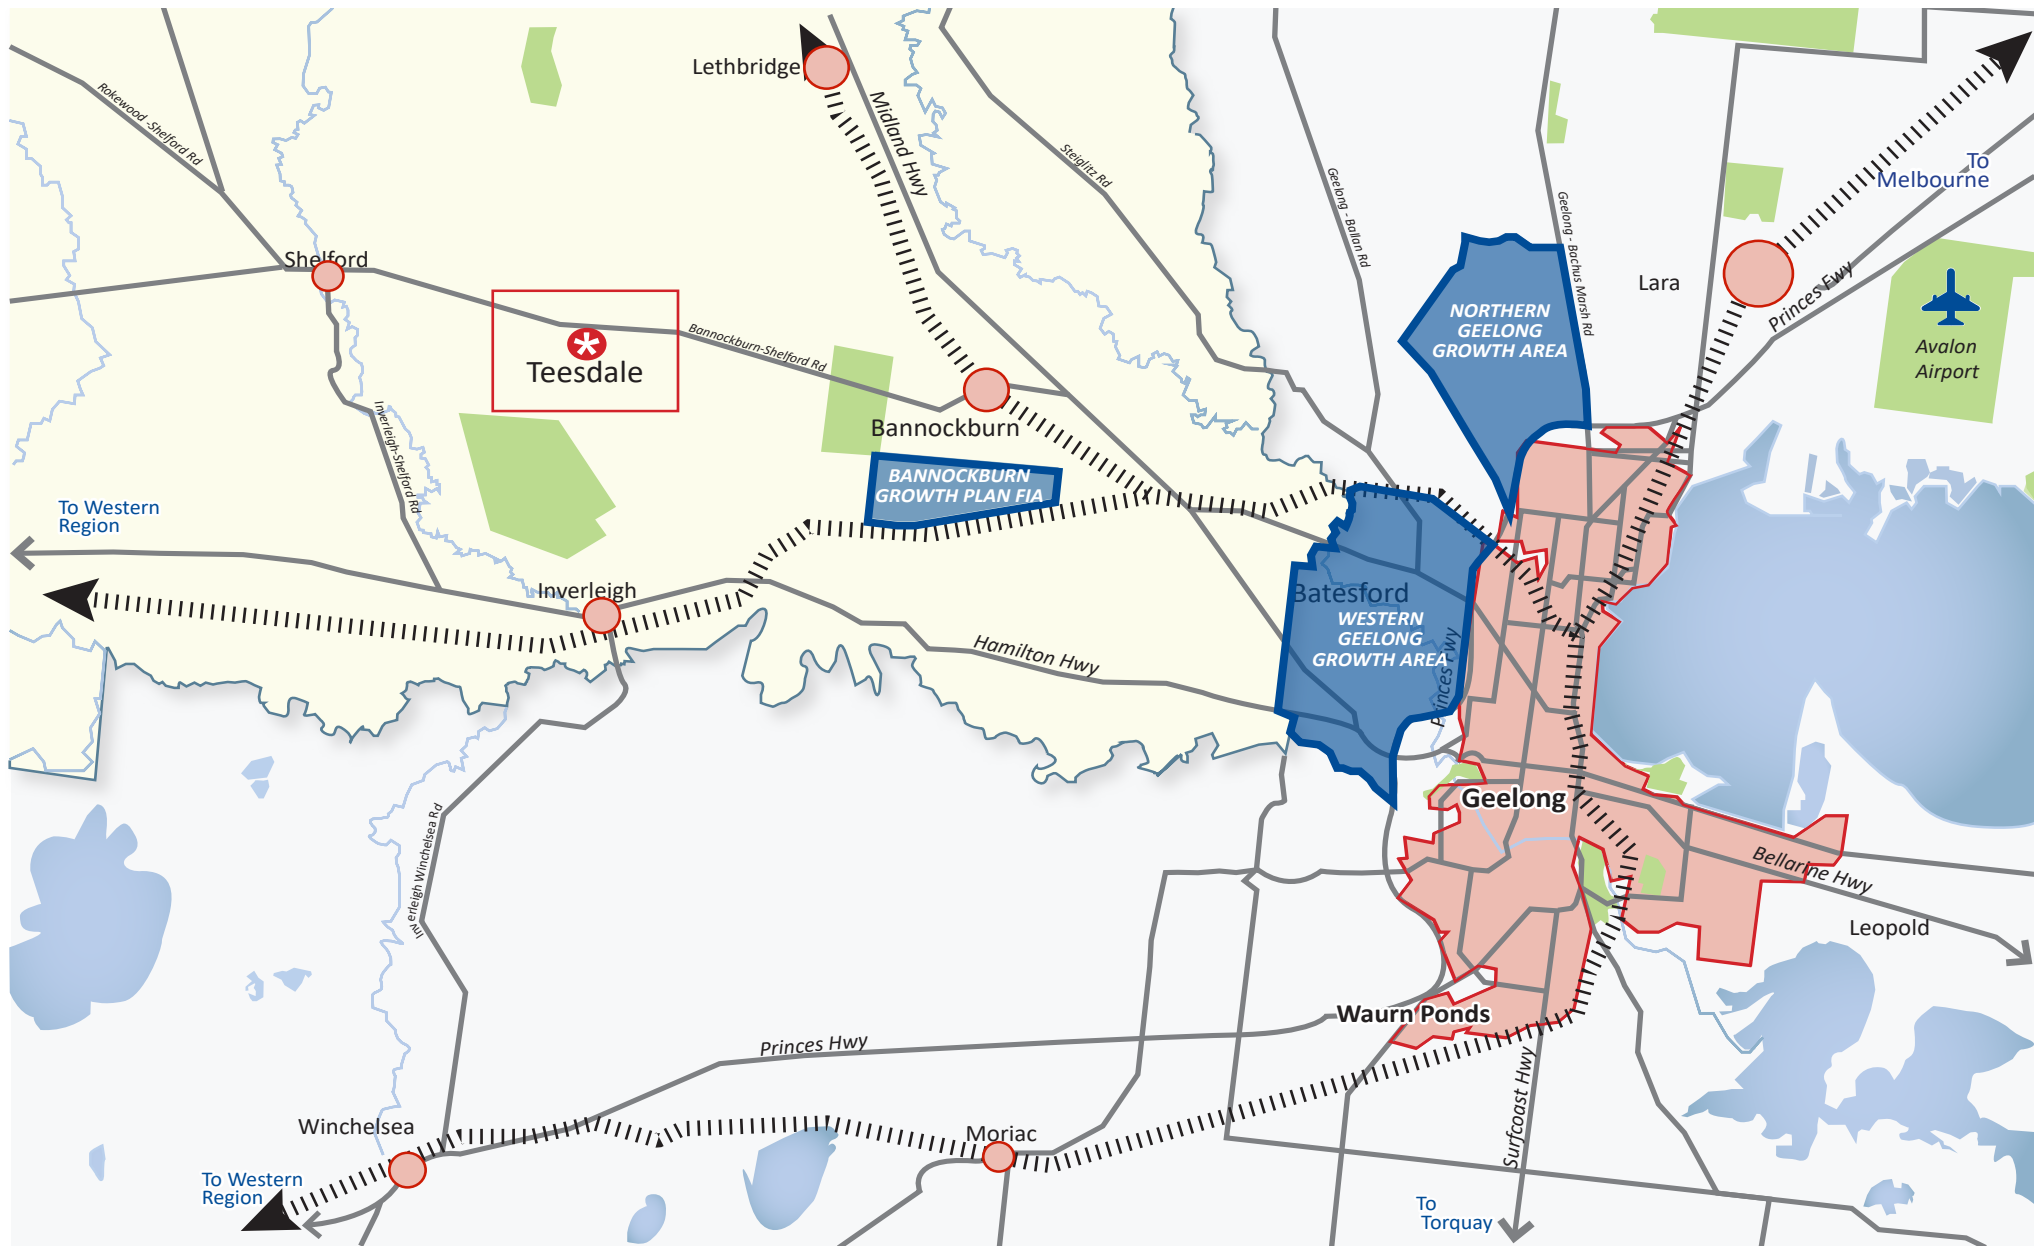 Lethbridge
Midland Hwy
Rokewood -Shelford Rd
Steiglitz Rd
Geelong - Ballan Rd
Geelong - Bachus Marsh Rd
To
Melbourne
Shelford
Lara
Princes Fwy
NORTHERN
GEELONG
GROWTH AREA
Avalon
Airport
Bannockburn-Shelford Rd
Teesdale
Bannockburn
Inverleigh-Shelford Rd
BANNOCKBURN
GROWTH PLAN FIA
To Western
Region
Inverleigh
Batesford
WESTERN
GEELONG
GROWTH AREA
Princes Fwy
Hamilton Hwy
Geelong
Bellarine Hwy
Leopold
Inverleigh Winchelsea Rd
Waurn Ponds
Princes Hwy
Surfcoast Hwy
Winchelsea
Moriac
To Western
Region
To
Torquay